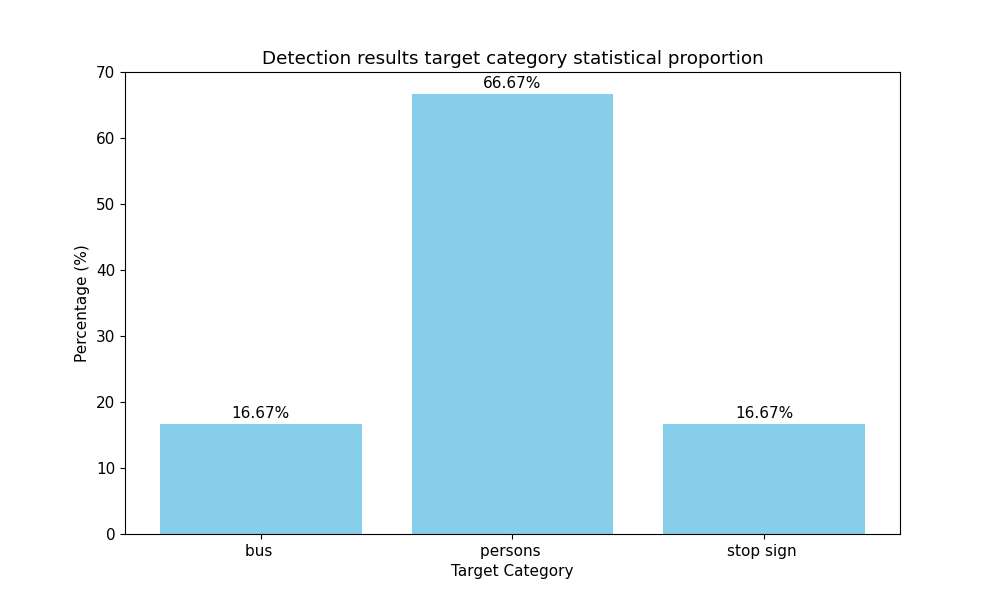 Detection results target category statistical proportion
70
60
50
40
30
20
10
0
Percentage (%)
16.67%
66.67%
16.67%
bus
persons
stop sign
Target Category